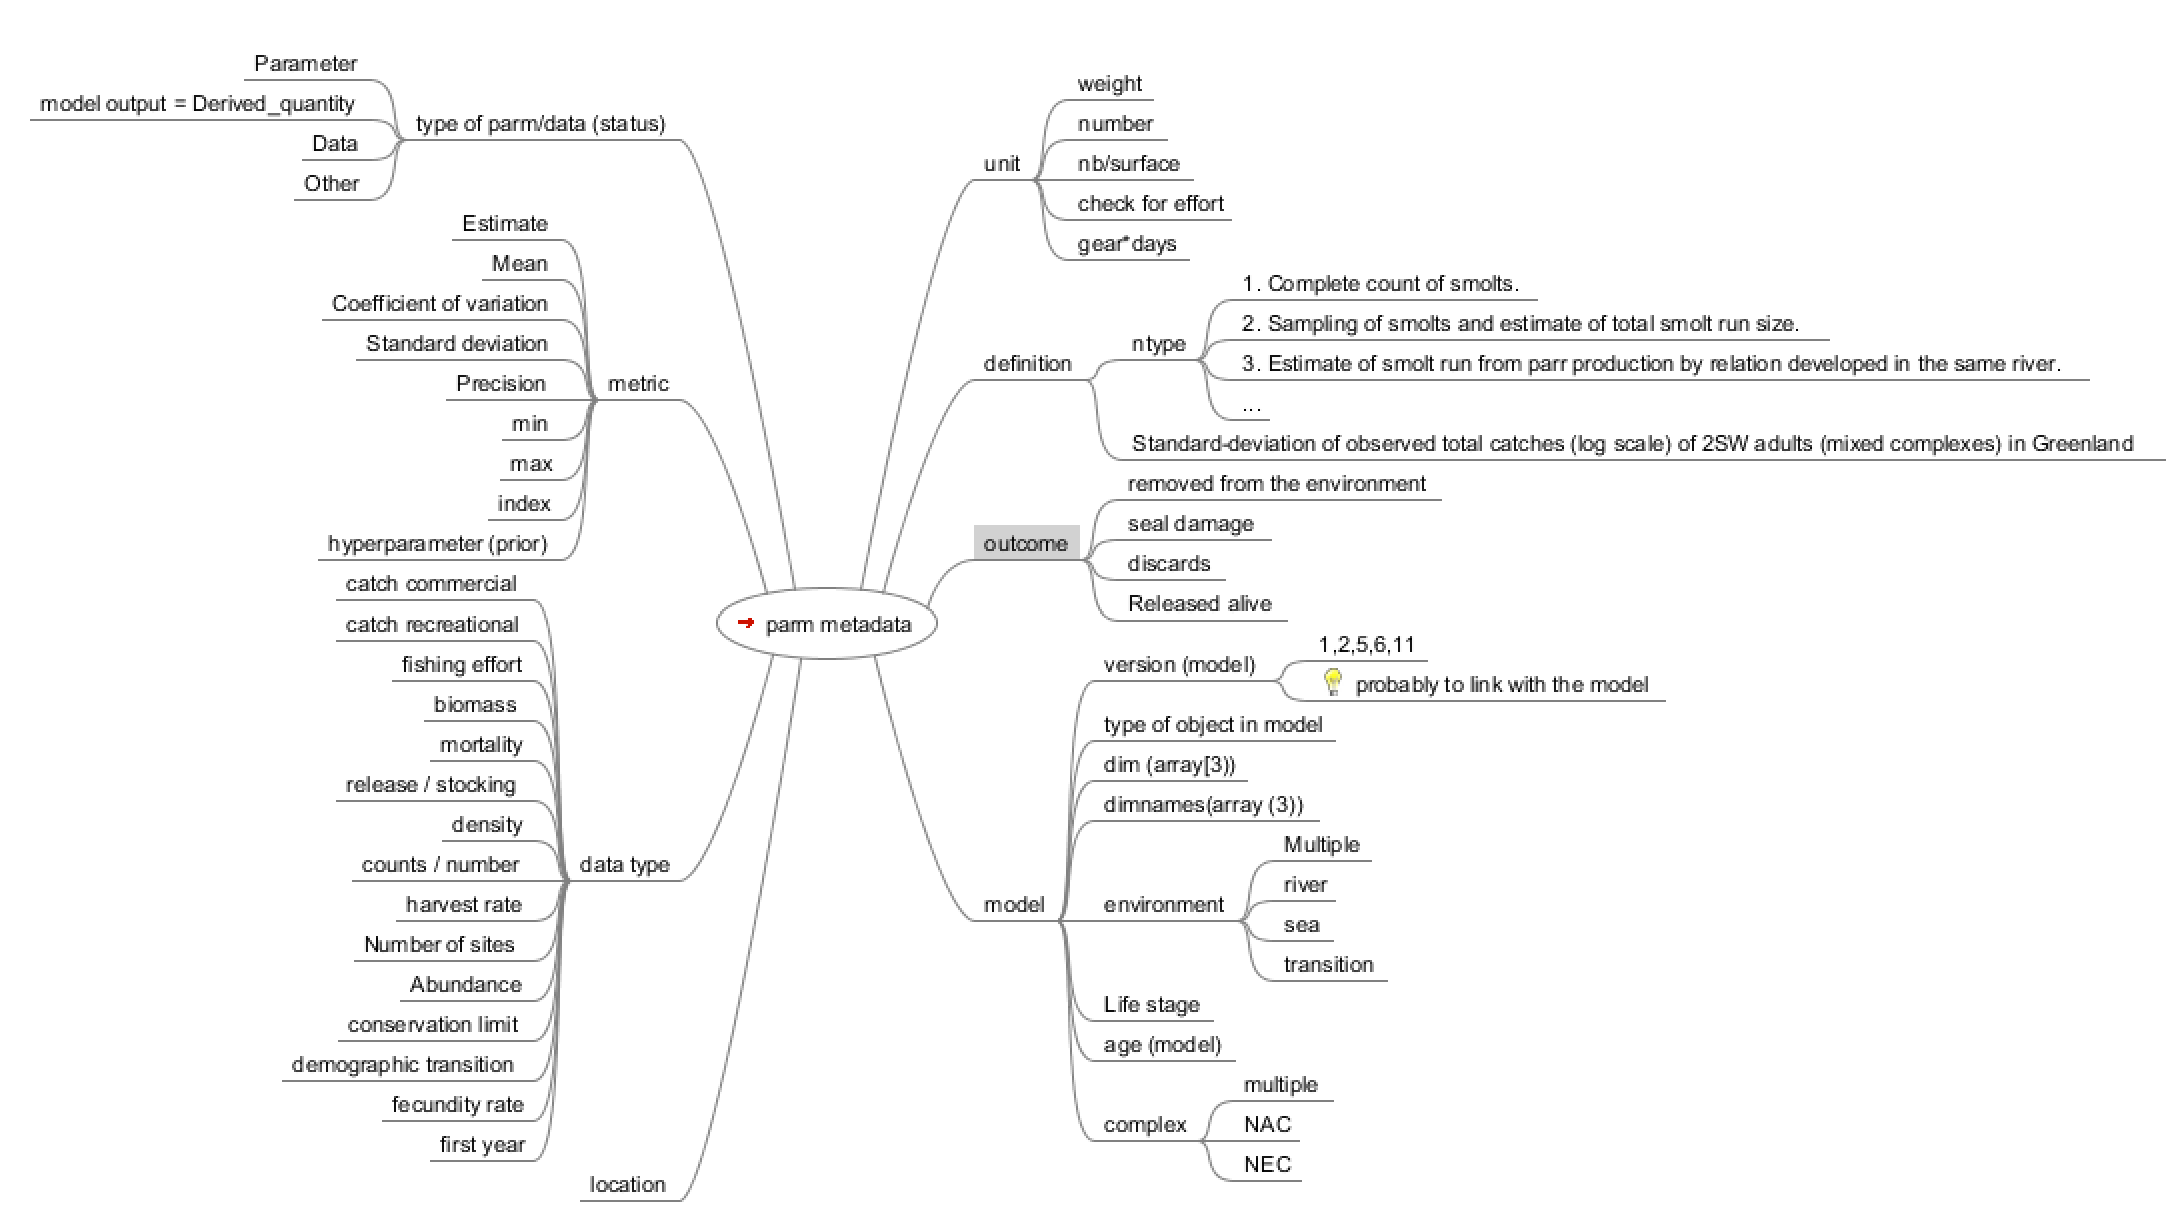 Parameter
model output = Derived_quantity
Data
Other
type of parm/data (status)
Estimate
Mean
Coefficient of variation
Standard deviation
Precision
min
max
index
hyperparameter (prior)
metric
catch commercial
catch recreational
fishing effort
biomass
mortality
release / stocking
density
counts / number
harvest rate
Number of sites
Abundance
conservation limit
demographic transition
fecundity rate
first year
data type
location
parm metadata
unit
weight
number
nb/surface
check for effort
gear*days
definition
ntype
1. Complete count of smolts.
2. Sampling of smolts and estimate of total smolt run size.
3. Estimate of smolt run from parr production by relation developed in the same river.
...
Standard-deviation of observed total catches (log scale) of 2SW adults (mixed complexes) in Greenland
outcome
removed from the environment
seal damage
discards
Released alive
model
version (model)
1,2,5,6,11
probably to link with the model
type of object in model
dim (array[3))
dimnames(array (3))
environment
Multiple
river
sea
transition
Life stage
age (model)
complex
multiple
NAC
NEC